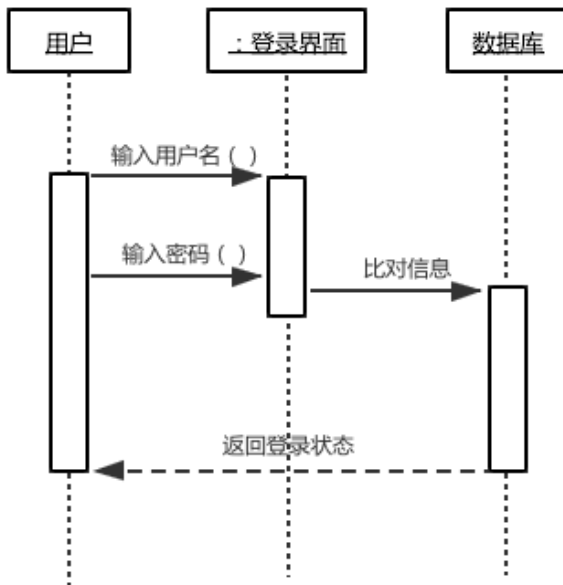 用户
：登录界面
数据库
输入用户名（ ）
输入密码（ ）
比对信息
返回登录状态